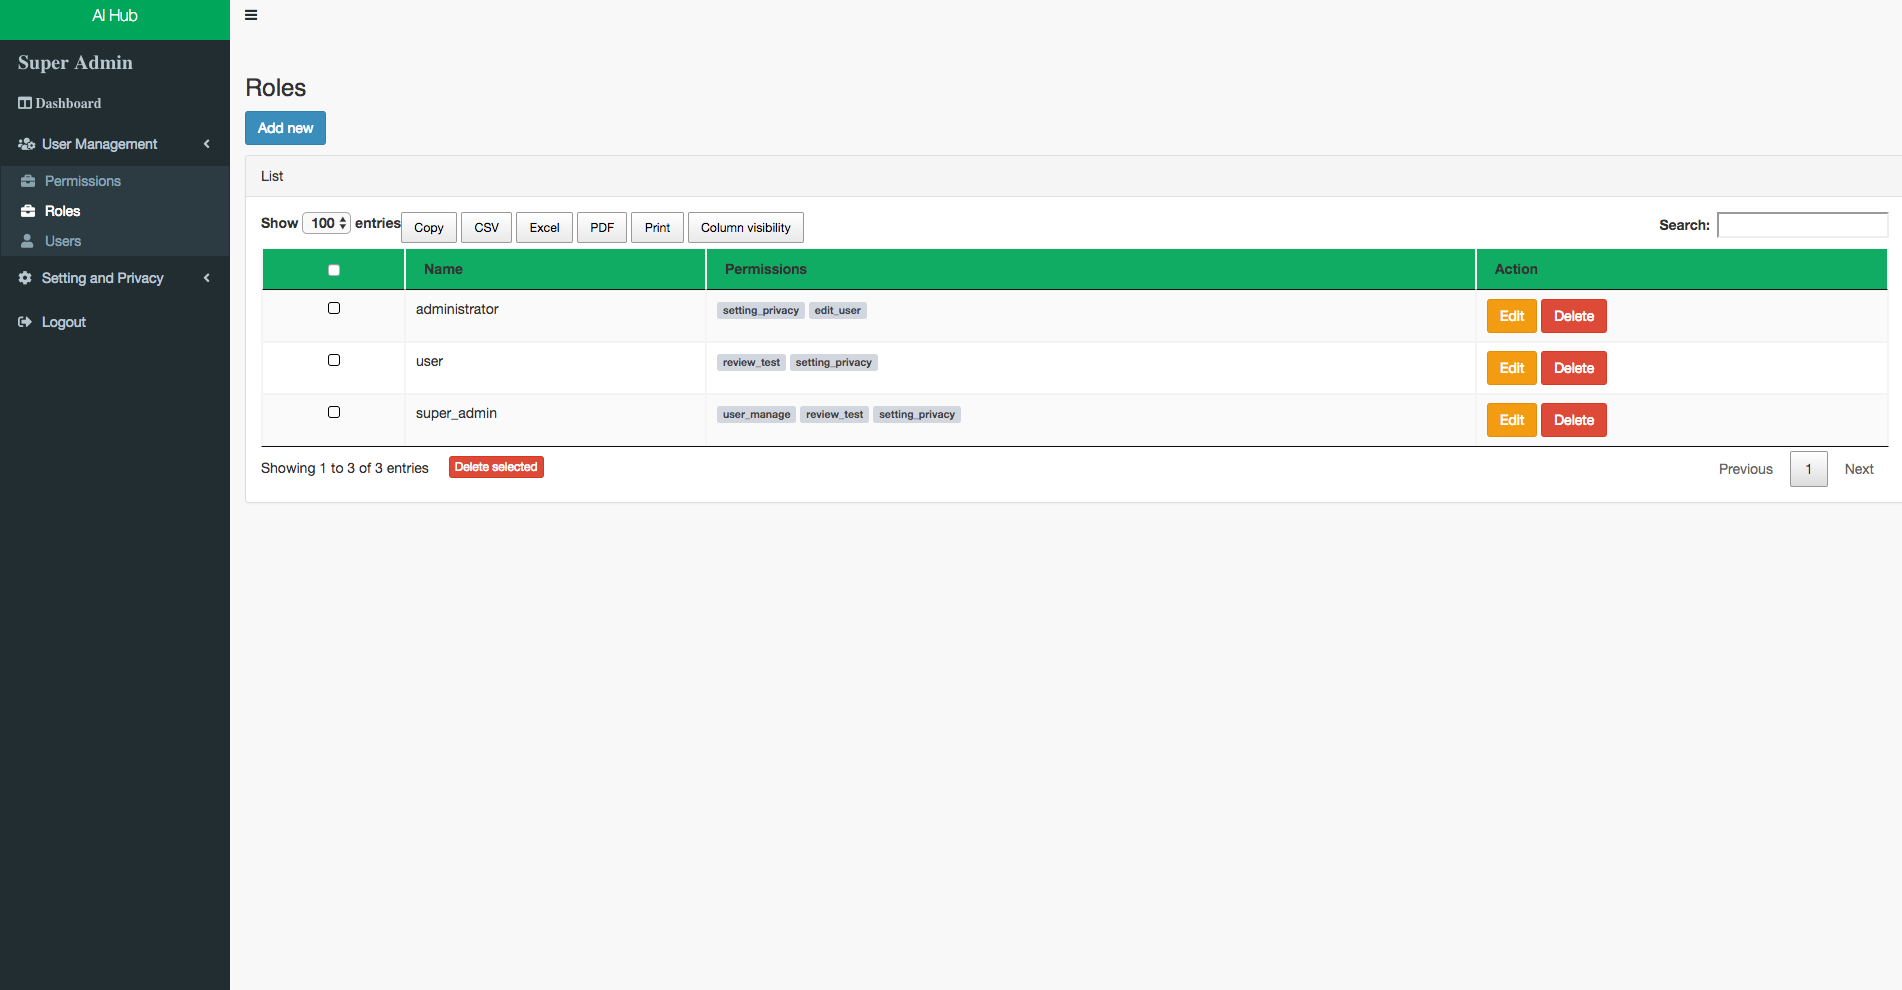 AI Hub
Super Admin
Dashboard
User Management
Permissions
Roles
Users
Setting and Privacy
Logout
Roles
Add new
List
Show 100 entries Copy CSV Excel PDF Print Column visibility Search:
Name Permissions Action
administrator setting_privacy edit_user Edit Delete
user review_test setting_privacy Edit Delete
super_admin user_manage review_test setting_privacy Edit Delete
Showing 1 to 3 of 3 entries Delete selected Previous 1 Next